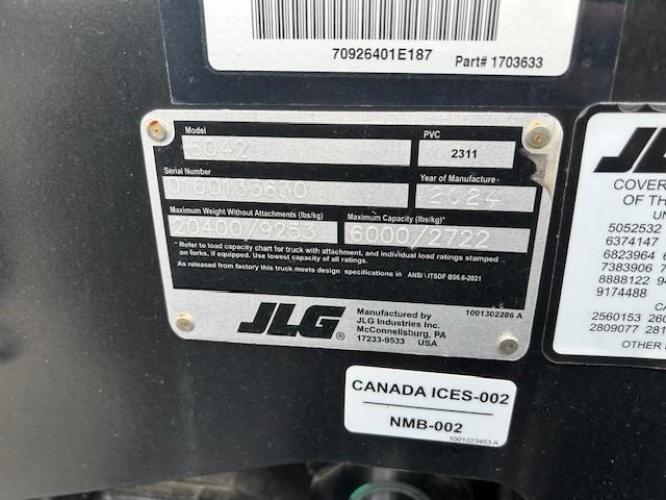 70926401E187
Part# 1703633
Model
PVC
6042
2311
Serial Number
Year of Manufacture
0160133630
2024
Maximum Weight Without Attachments (lbs/kg)
Maximum Capacity (lbs/kg)*
20400/9253
6000/2722
* Refer to load capacity chart for truck with attachment, and individual load ratings stamped
on forks, if equipped. Use lowest capacity of all ratings.
As released from factory this truck meets design specifications in ANSI \ ITSDF B56.6-2021
JLG®
Manufactured by
JLG Industries Inc.
McConnellsburg, PA
17233-9533 USA
1001302286 A
CANADA ICES-002
NMB-002
1001223453 A
JLG
COVER
OF TH
5052532
6374147
6823964
7383906
8888122
9174488
CA
2560153 260
2809077 281
OTHER